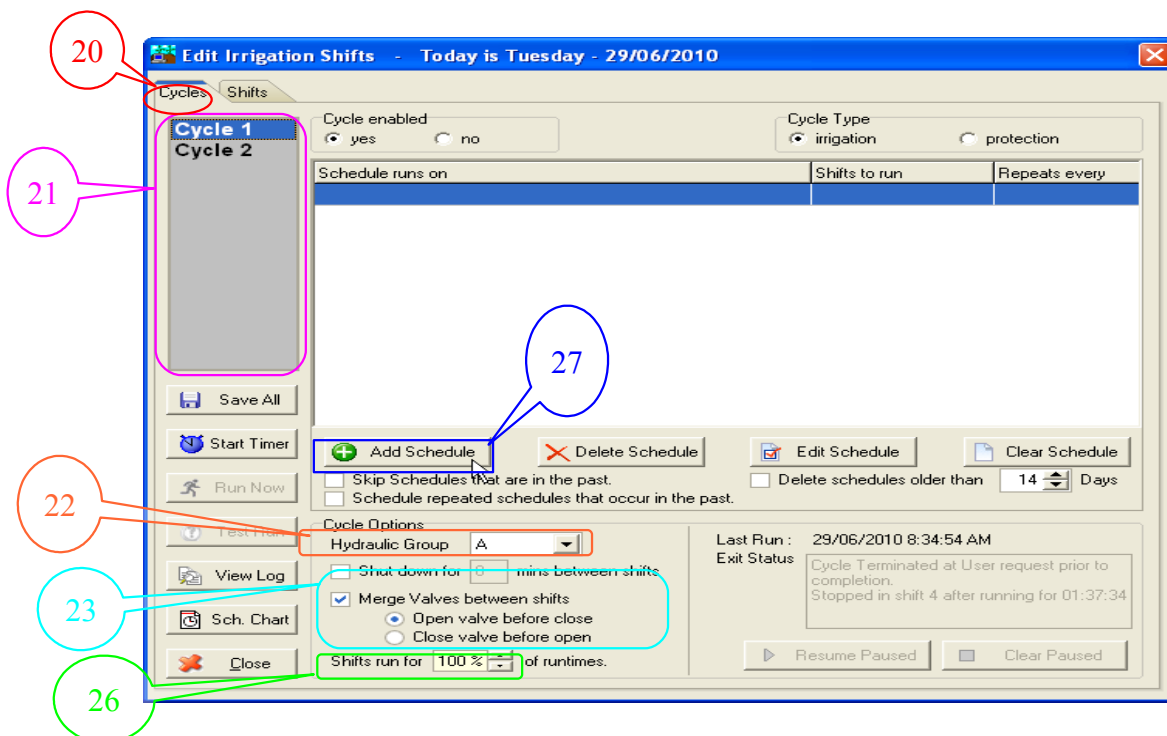 20
Edit Irrigation Shifts - Today is Tuesday - 29/06/2010
Cycles Shifts
Cycle 1
Cycle 2
21
Cycle enabled
yes no
Cycle Type
irrigation protection
Schedule runs on Shifts to run Repeats every
27
Save All
Start Timer
Run Now
Test Run
View Log
Sch. Chart
Close
Add Schedule Delete Schedule Edit Schedule Clear Schedule
Skip Schedules that are in the past.
Delete schedules older than 14 Days
Schedule repeated schedules that occur in the past.
22
Cycle Options
Hydraulic Group A
Shut down for mins between shifts
23
Merge Valves between shifts
Open valve before close
Close valve before open
26
Shifts run for 100 % of runtimes.
Last Run : 29/06/2010 8:34:54 AM
Exit Status
Cycle Terminated at User request prior to
completion.
Stopped in shift 4 after running for 01:37:34
Resume Paused Clear Paused